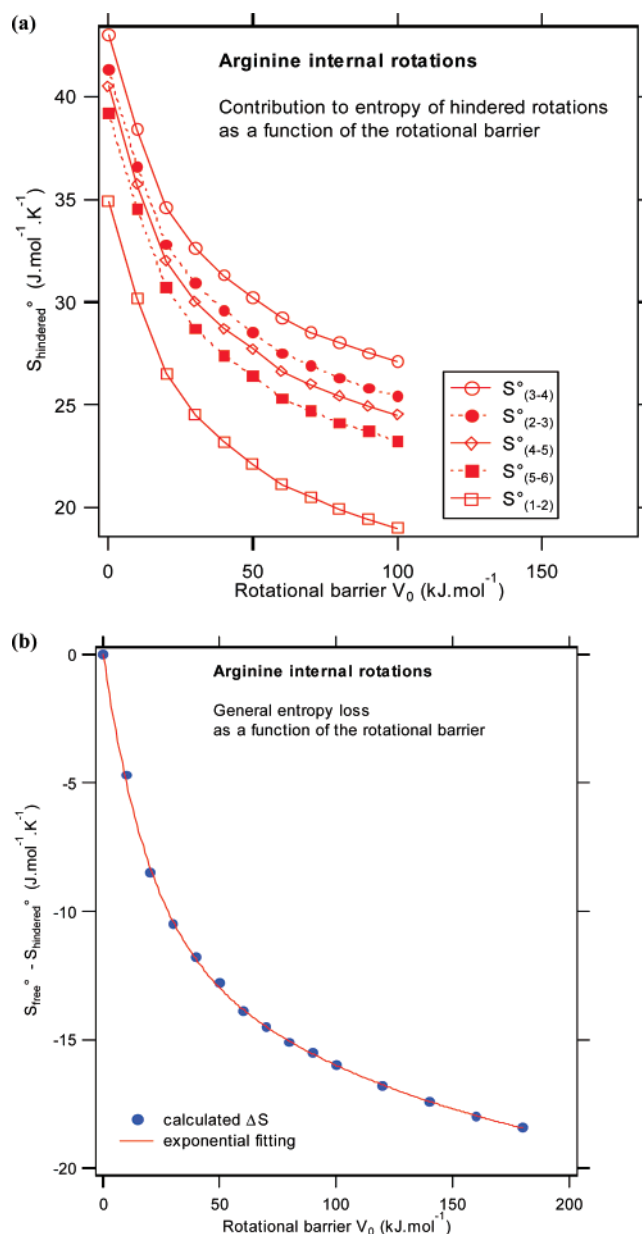 (a)
Arginine internal rotations
Contribution to entropy of hindered rotations
as a function of the rotational barrier
S_hindered° (J.mol⁻¹.K⁻¹)
40
35
30
25
20
S°(3-4)
S°(2-3)
S°(4-5)
S°(5-6)
S°(1-2)
0
50
100
150
Rotational barrier V₀ (kJ.mol⁻¹)
(b)
Arginine internal rotations
General entropy loss
as a function of the rotational barrier
S_free° - S_hindered° (J.mol⁻¹.K⁻¹)
0
-5
-10
-15
-20
calculated ΔS
exponential fitting
0
50
100
150
200
Rotational barrier V₀ (kJ.mol⁻¹)